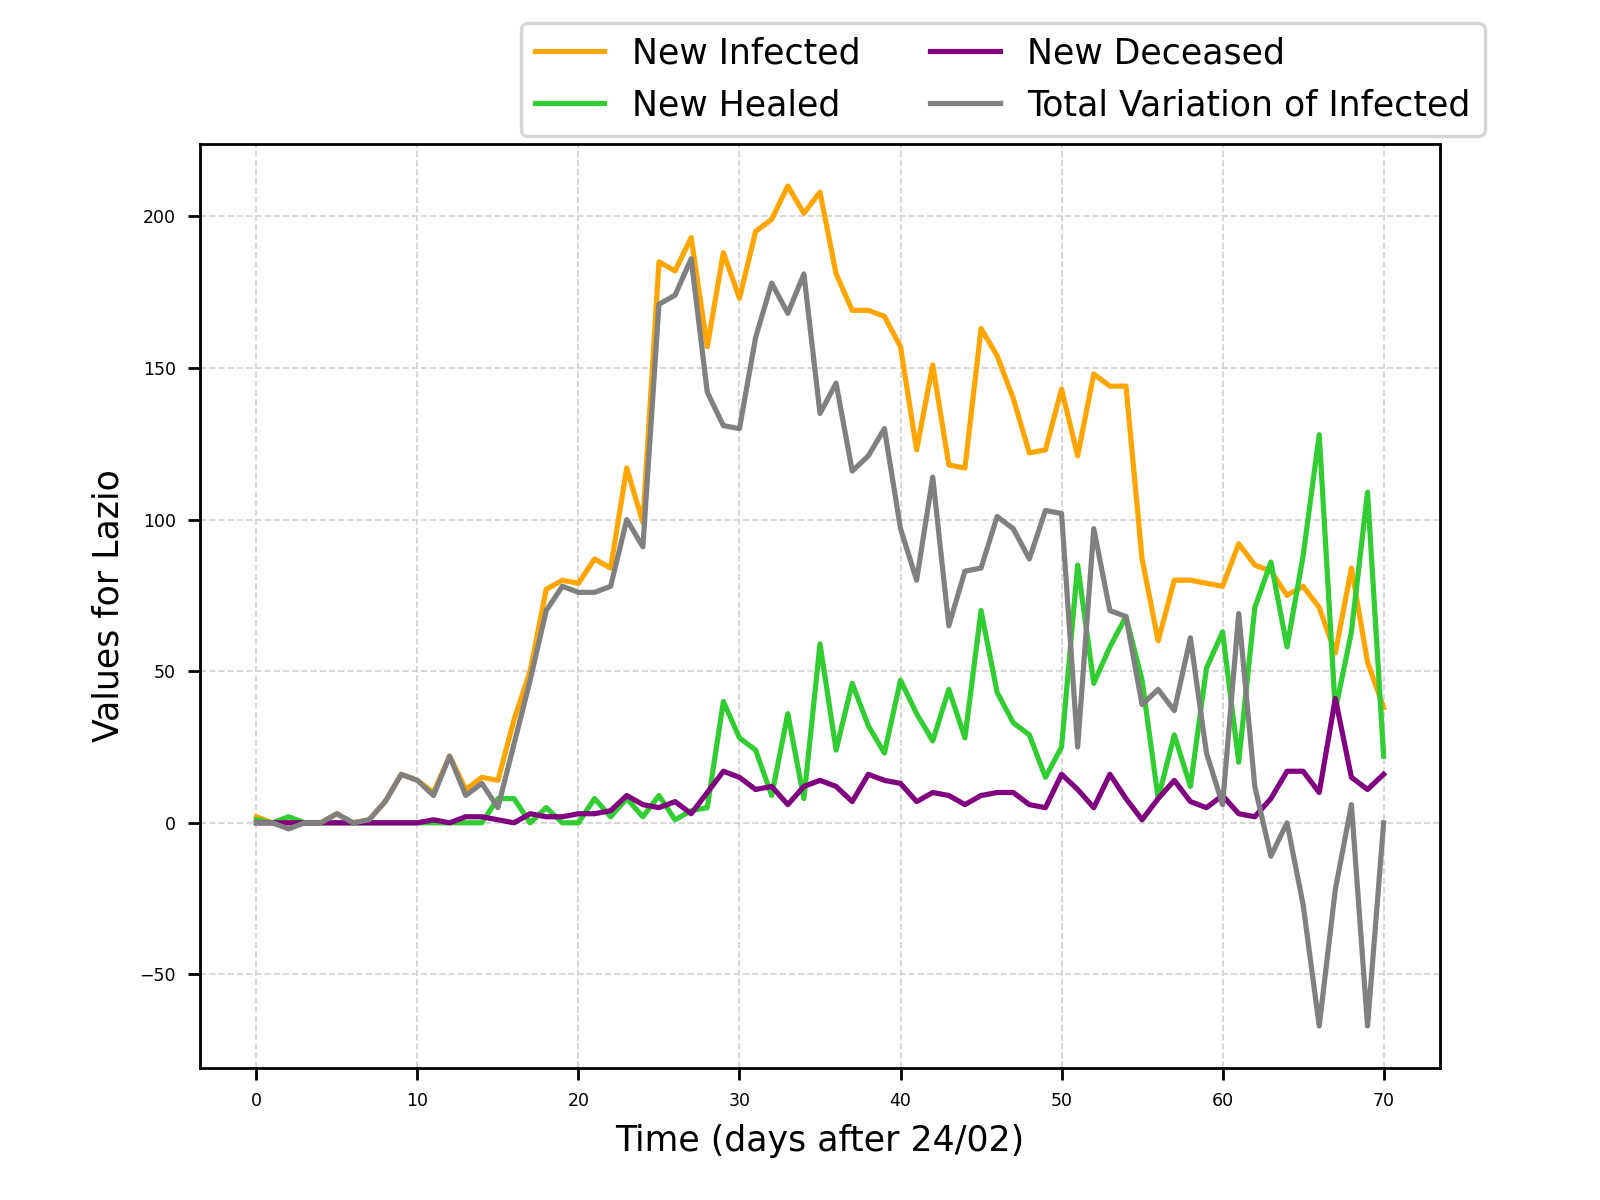 New Infected
New Healed
New Deceased
Total Variation of Infected
200
150
100
50
0
−50
Values for Lazio
0 10 20 30 40 50 60 70
Time (days after 24/02)